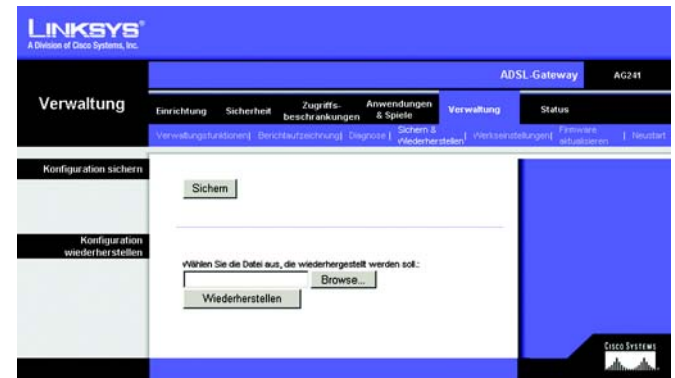 LINKSYS®
A Division of Cisco Systems, Inc.
ADSL-Gateway AG241
Verwaltung
Einrichtung Sicherheit Zugriffs-beschrankungen Anwendungen & Spiele Verwaltung Status
Verwaltungsfunktionen| Berichtaufzeichnung| Diagnose | Sichern & Wiederherstellen| Werkseinstellungen| Firmware aktualisieren | Neustart
Konfiguration sichern
Sichern
Konfiguration
wiederherstellen
Wählen Sie die Datei aus, die wiederhergestellt werden soll.:
Browse...
Wiederherstellen
CISCO SYSTEMS